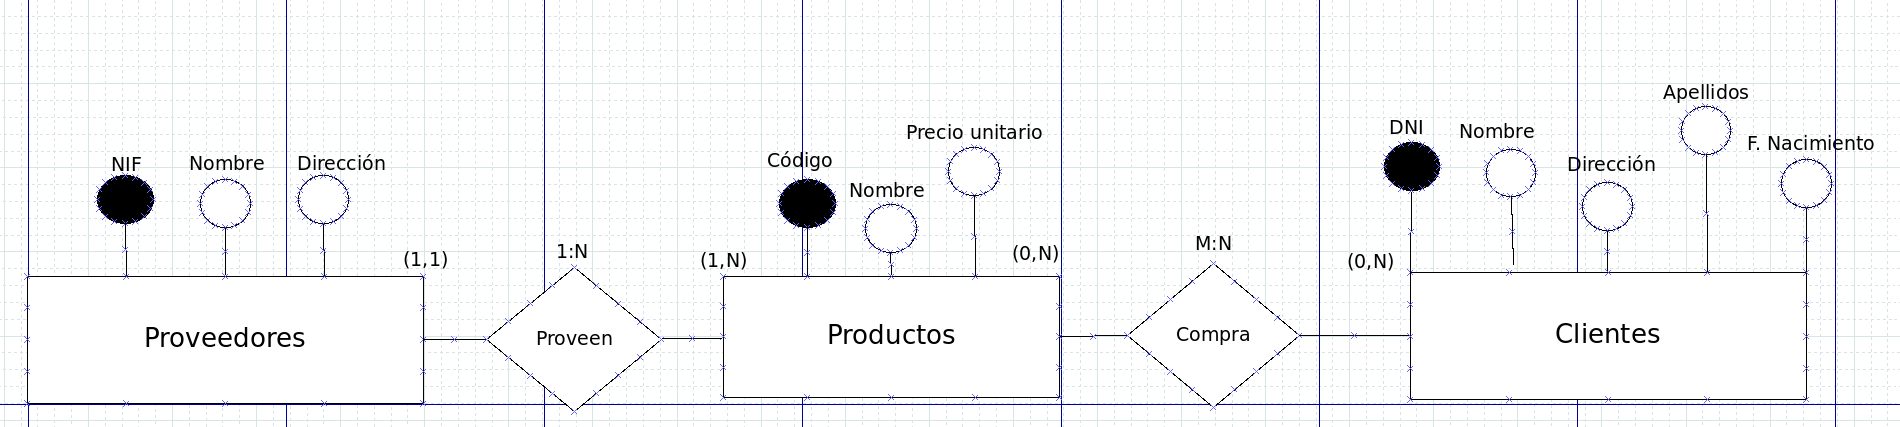 NIF
Nombre
Dirección
(1,1)
Proveedores
1:N
Proveen
(1,N)
Código
Nombre
Precio unitario
(0,N)
Productos
M:N
Compra
(0,N)
DNI
Nombre
Dirección
Apellidos
F. Nacimiento
Clientes